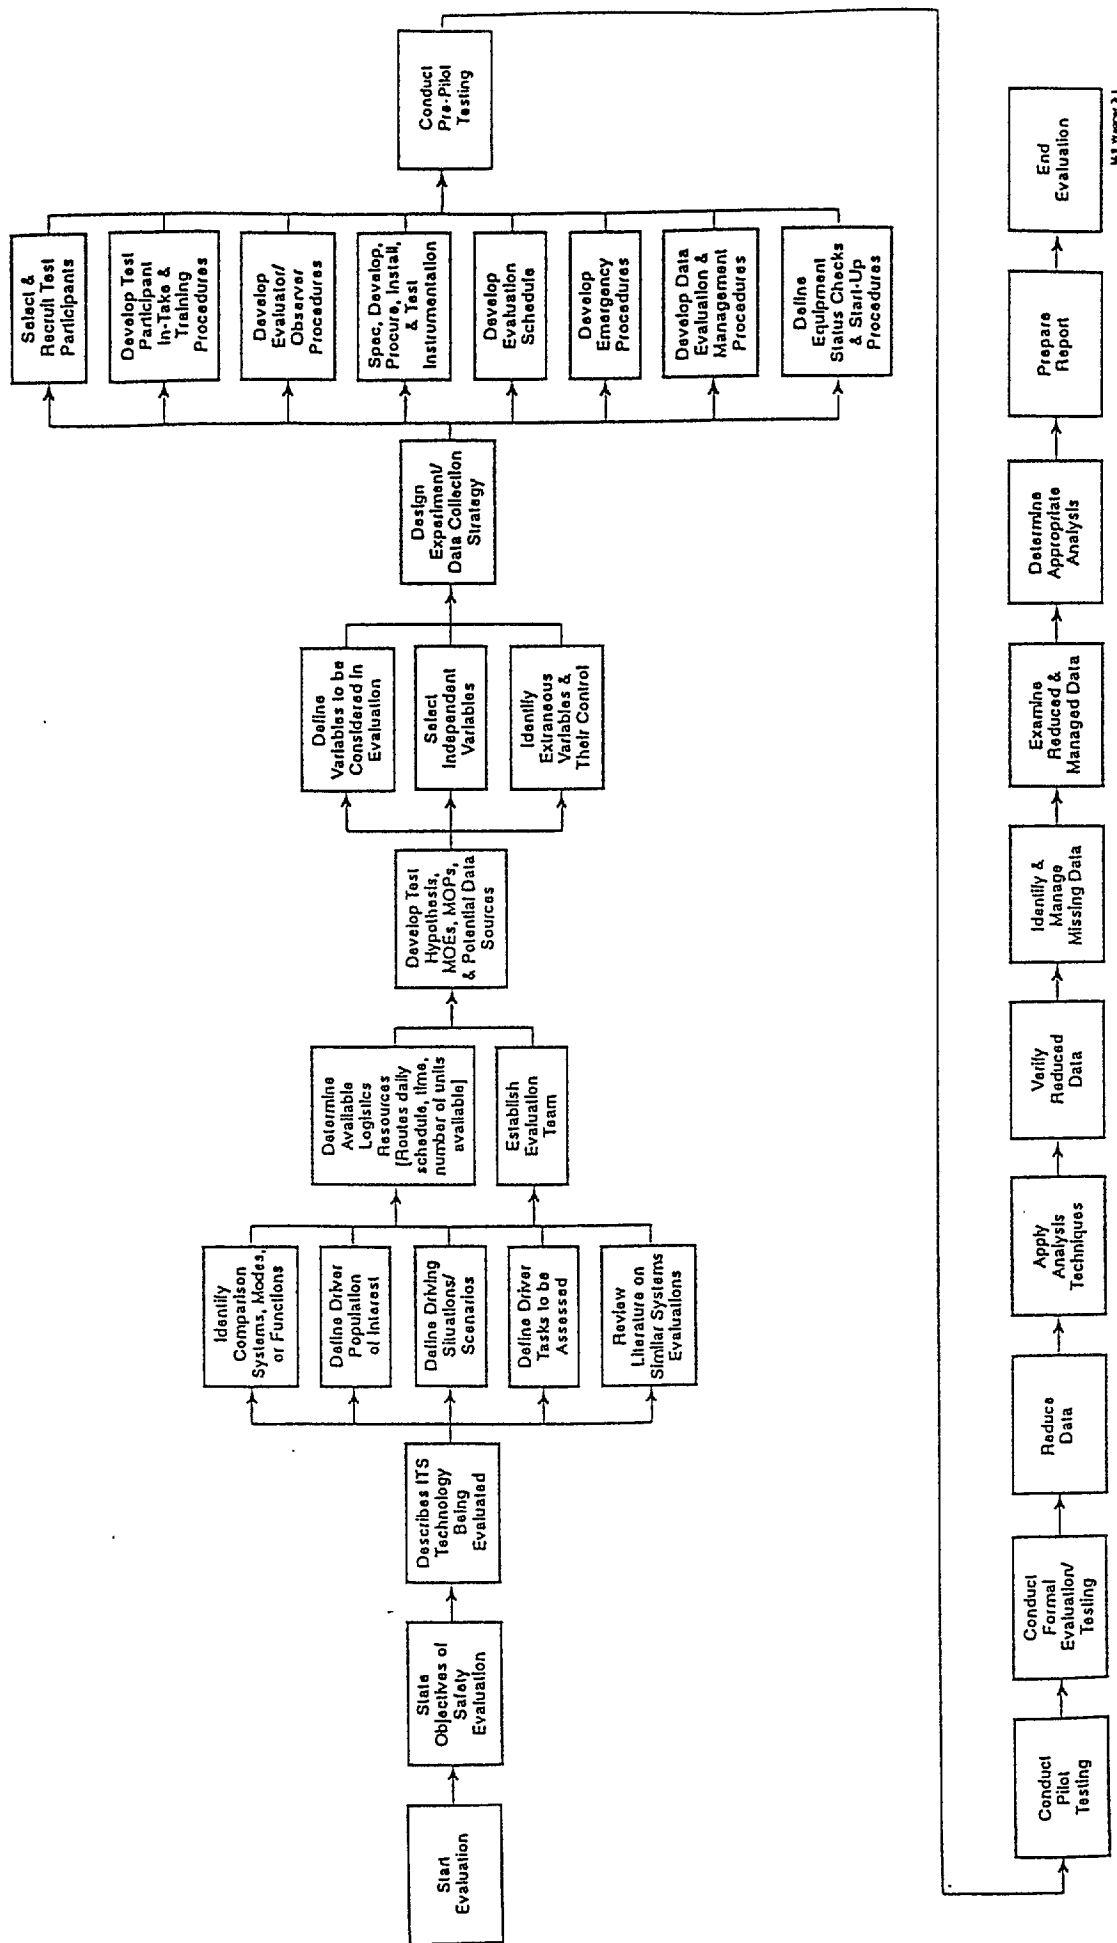 Start
Evaluation
State
Objectives of
Safety
Evaluation
Describes ITS
Technology
Being
Evaluated
Identify
Comparison
Systems, Modes,
or Functions
Define Driver
Population
of Interest
Define Driving
Situations/
Scenarios
Define Driver
Tasks to be
Assessed
Review
Literature on
Similar Systems
Evaluations
Determine
Available
Logistics
Resources
(Routes daily
schedule, time,
number of units
available)
Establish
Evaluation
Team
Develop Test
Hypothesis,
MOEs, MOPs,
& Potential Data
Sources
Define
Variables to be
Considered In
Evaluation
Select
Independent
Variables
Identify
Extraneous
Variables &
Their Control
Design
Experiment/
Data Collection
Strategy
Select &
Recruit Test
Participants
Develop Test
Participant
In-Take &
Training
Procedures
Develop
Evaluator/
Observer
Procedures
Spec, Develop,
Procure, Install,
& Test
Instrumentation
Develop
Evaluation
Schedule
Develop
Emergency
Procedures
Develop Data
Evaluation &
Management
Procedures
Define
Equipment
Status Checks
& Start-Up
Procedures
Conduct
Pre-Pilot
Testing
Conduct
Pilot
Testing
Conduct
Formal
Evaluation/
Testing
Reduce
Data
Apply
Analysis
Techniques
Verify
Reduced
Data
Identify &
Manage
Missing Data
Examine
Reduced &
Managed Data
Determine
Appropriate
Analysis
Prepare
Report
End
Evaluation